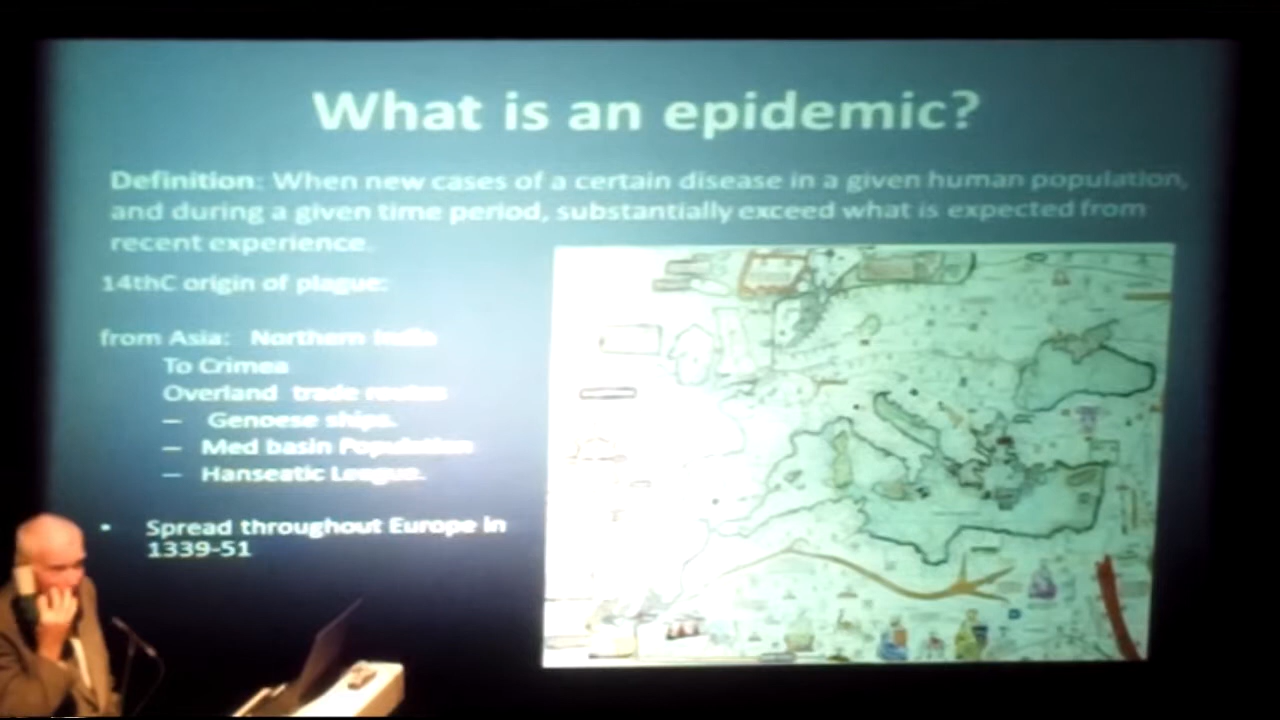 What is an epidemic?
Definition: When new cases of a certain disease in a given human population,
and during a given time period, substantially exceed what is expected from
recent experience.
14thC origin of plague:
from Asia: Northern India
To Crimea
Overland trade routes
– Genoese ships.
– Med basin Population
– Hanseatic League.
• Spread throughout Europe in
1339-51